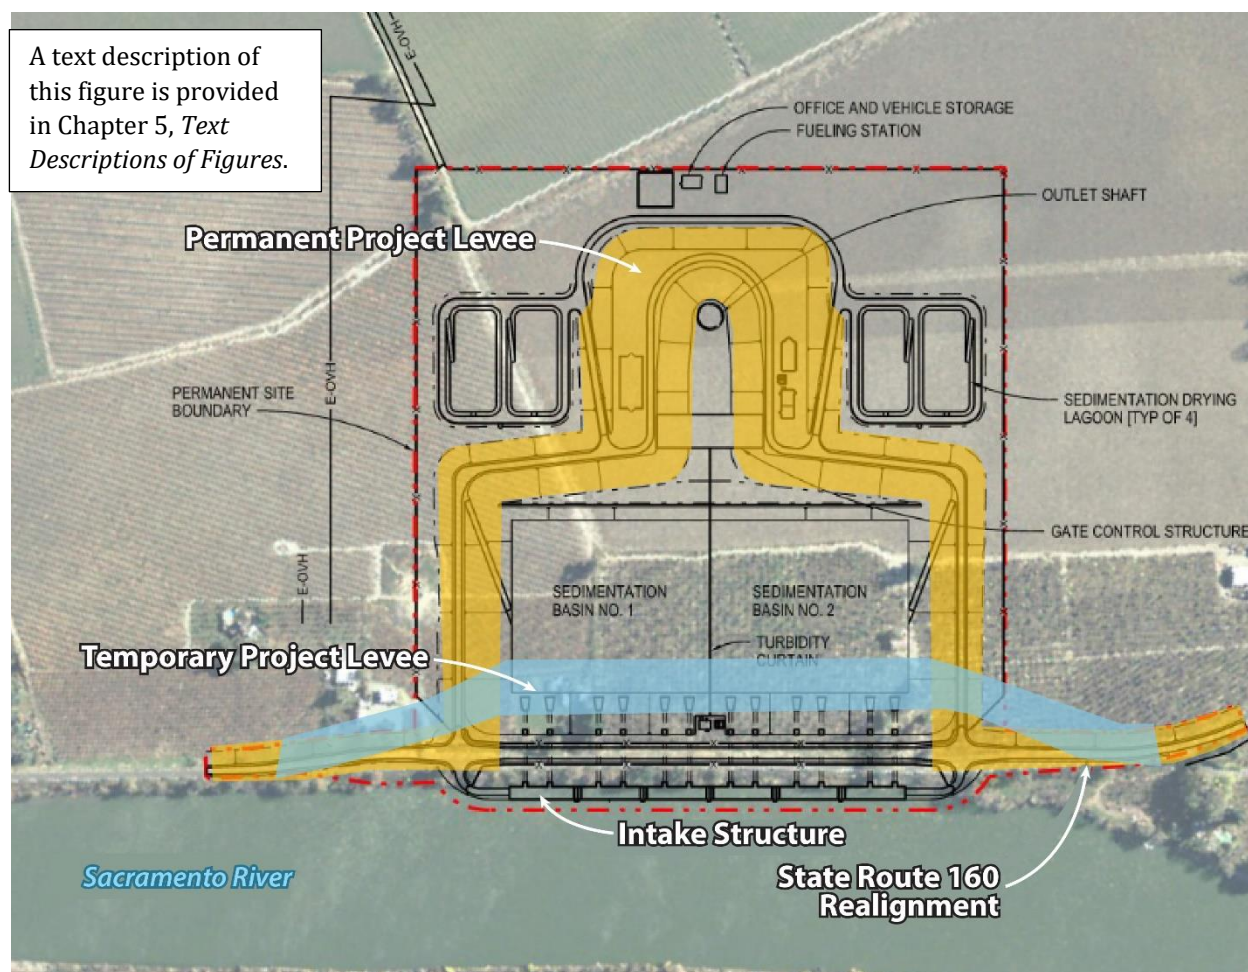 A text description of
this figure is provided
in Chapter 5, Text
Descriptions of Figures.
E-OVH
OFFICE AND VEHICLE STORAGE
FUELING STATION
OUTLET SHAFT
Permanent Project Levee
E-OVH
PERMANENT SITE
BOUNDARY
SEDIMENTATION DRYING
LAGOON [TYP OF 4]
GATE CONTROL STRUCTURE
E-OVH
SEDIMENTATION
BASIN NO. 1
SEDIMENTATION
BASIN NO. 2
TURBIDITY
CURTAIN
Temporary Project Levee
Intake Structure
Sacramento River
State Route 160
Realignment